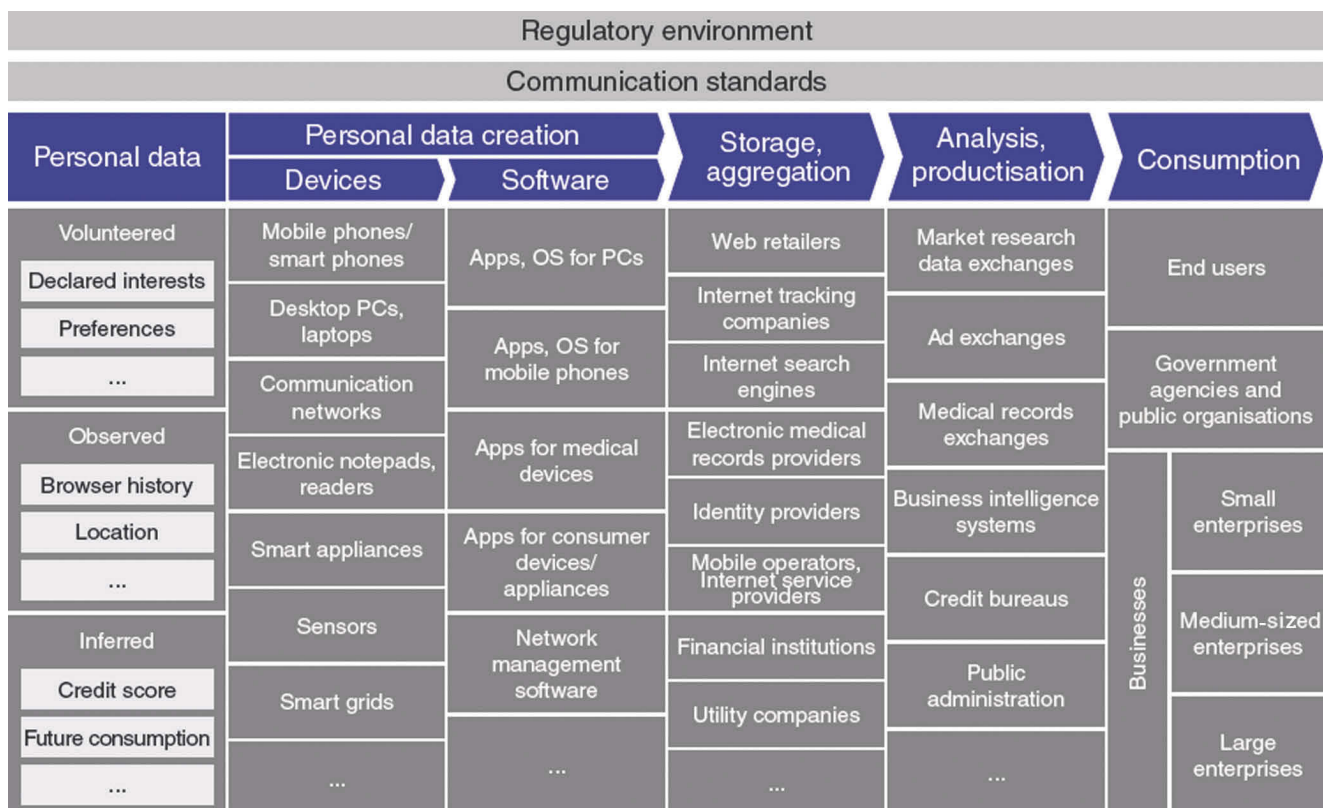 Regulatory environment
Communication standards
Personal data
Personal data creation
Devices
Software
Storage,
aggregation
Analysis,
productisation
Consumption
Volunteered
Declared interests
Preferences
...
Observed
Browser history
Location
...
Inferred
Credit score
Future consumption
...
Mobile phones/
smart phones
Desktop PCs,
laptops
Communication
networks
Electronic notepads,
readers
Smart appliances
Sensors
Smart grids
...
Apps, OS for PCs
Apps, OS for
mobile phones
Apps for medical
devices
Apps for consumer
devices/
appliances
Network
management
software
...
Web retailers
Internet tracking
companies
Internet search
engines
Electronic medical
records providers
Identity providers
Mobile operators,
Internet service
providers
Financial institutions
Utility companies
...
Market research
data exchanges
Ad exchanges
Medical records
exchanges
Business intelligence
systems
Credit bureaus
Public
administration
...
End users
Government
agencies and
public organisations
Businesses
Small
enterprises
Medium-sized
enterprises
Large
enterprises